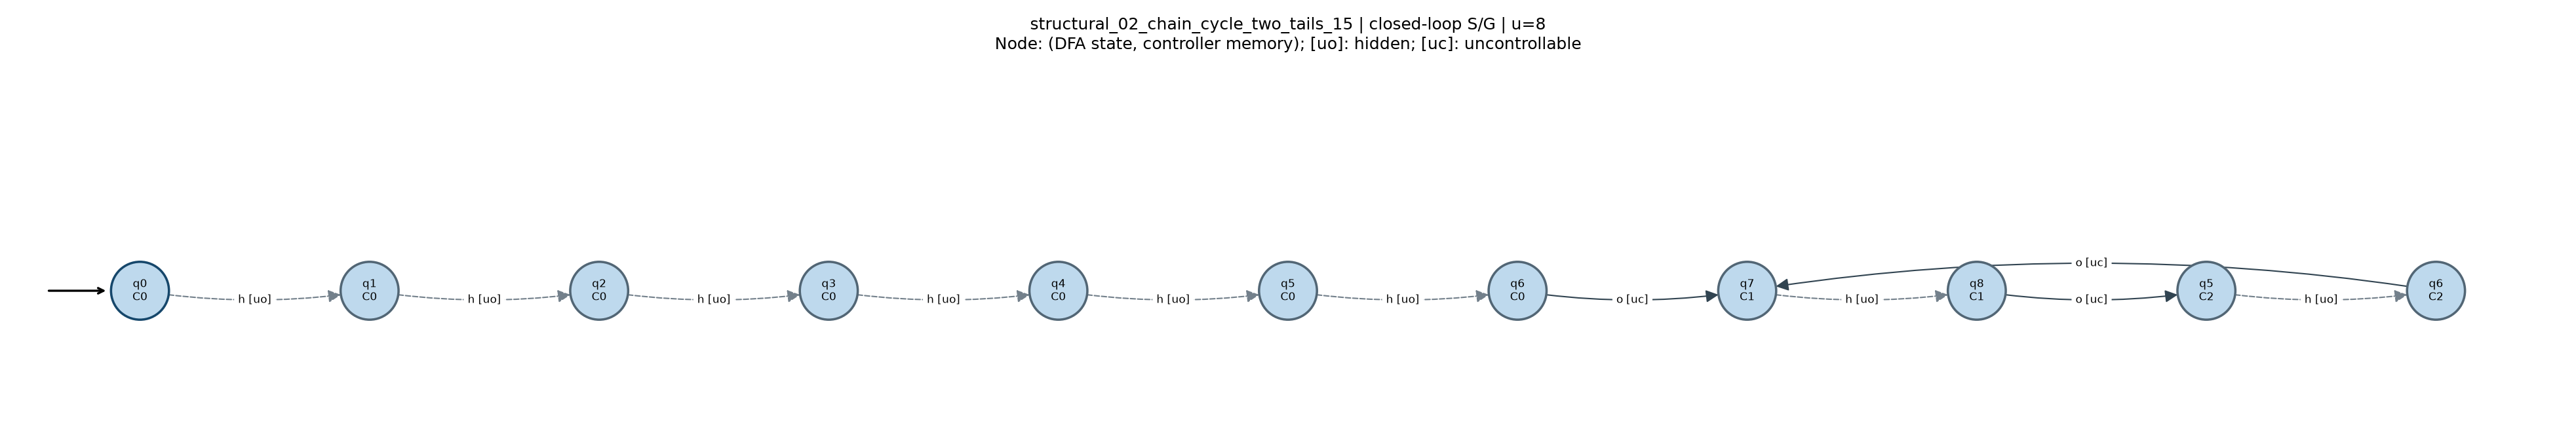 structural_02_chain_cycle_two_tails_15 | closed-loop S/G | u=8
Node: (DFA state, controller memory); [uo]: hidden; [uc]: uncontrollable
q0
C0
h [uo]
q1
C0
h [uo]
q2
C0
h [uo]
q3
C0
h [uo]
q4
C0
h [uo]
q5
C0
h [uo]
q6
C0
o [uc]
q7
C1
h [uo]
q8
C1
o [uc]
o [uc]
q5
C2
h [uo]
q6
C2